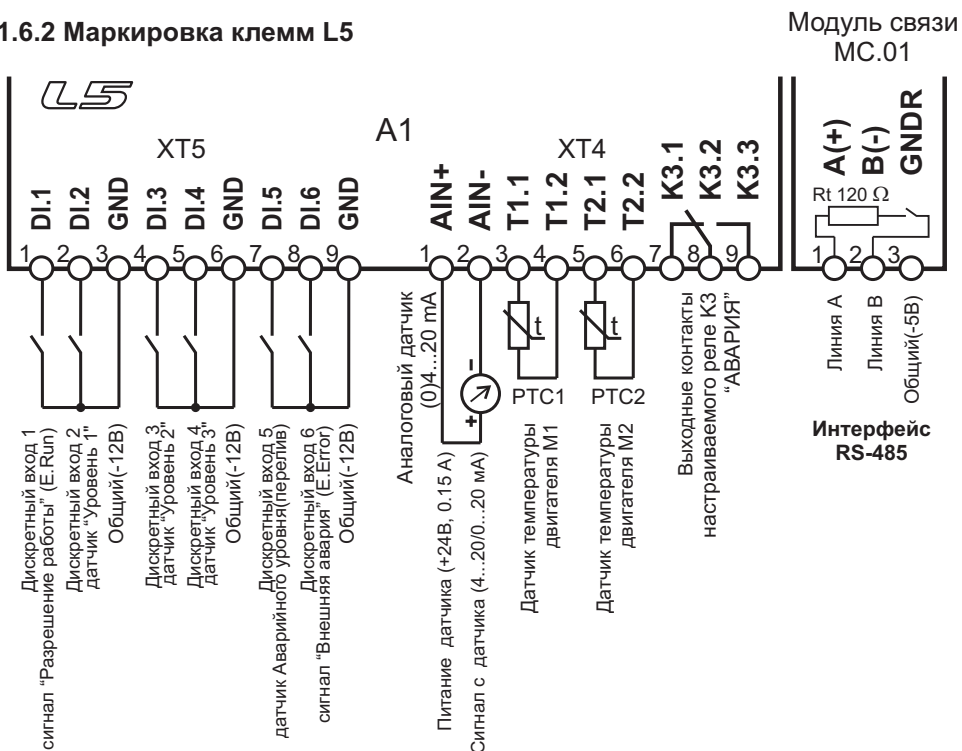 1.6.2 Маркировка клемм L5
Модуль связи
МС.01
L5
A1
XT5
XT4
DI.1
DI.2
GND
DI.3
DI.4
GND
DI.5
DI.6
GND
AIN+
AIN-
T1.1
T1.2
T2.1
T2.2
K3.1
K3.2
K3.3
A(+)
B(-)
GNDR
Rt 120 Ω
1 2 3 4 5 6 7 8 9
1 2 3 4 5 6 7 8 9
1 2 3
t
t
PTC1
PTC2
Дискретный вход 1
сигнал “Разрешение работы” (E.Run)
Дискретный вход 2
датчик “Уровень 1"
Общий(-12В)
Дискретный вход 3
датчик “Уровень 2"
Дискретный вход 4
датчик “Уровень 3"
Общий(-12В)
Дискретный вход 5
датчик Аварийного уровня(перелив)
Дискретный вход 6
сигнал “Внешняя авария” (E.Error)
Общий(-12В)
Аналоговый датчик
(0)4...20 mA
–
+
Питание датчика (+24В, 0.15 А)
Сигнал с датчика (4...20/0...20 мА)
Датчик температуры
двигателя М1
Датчик температуры
двигателя М2
Выходные контакты
настраиваемого реле К3
“АВАРИЯ”
Линия А
Линия В
Общий(-5В)
Интерфейс
RS-485